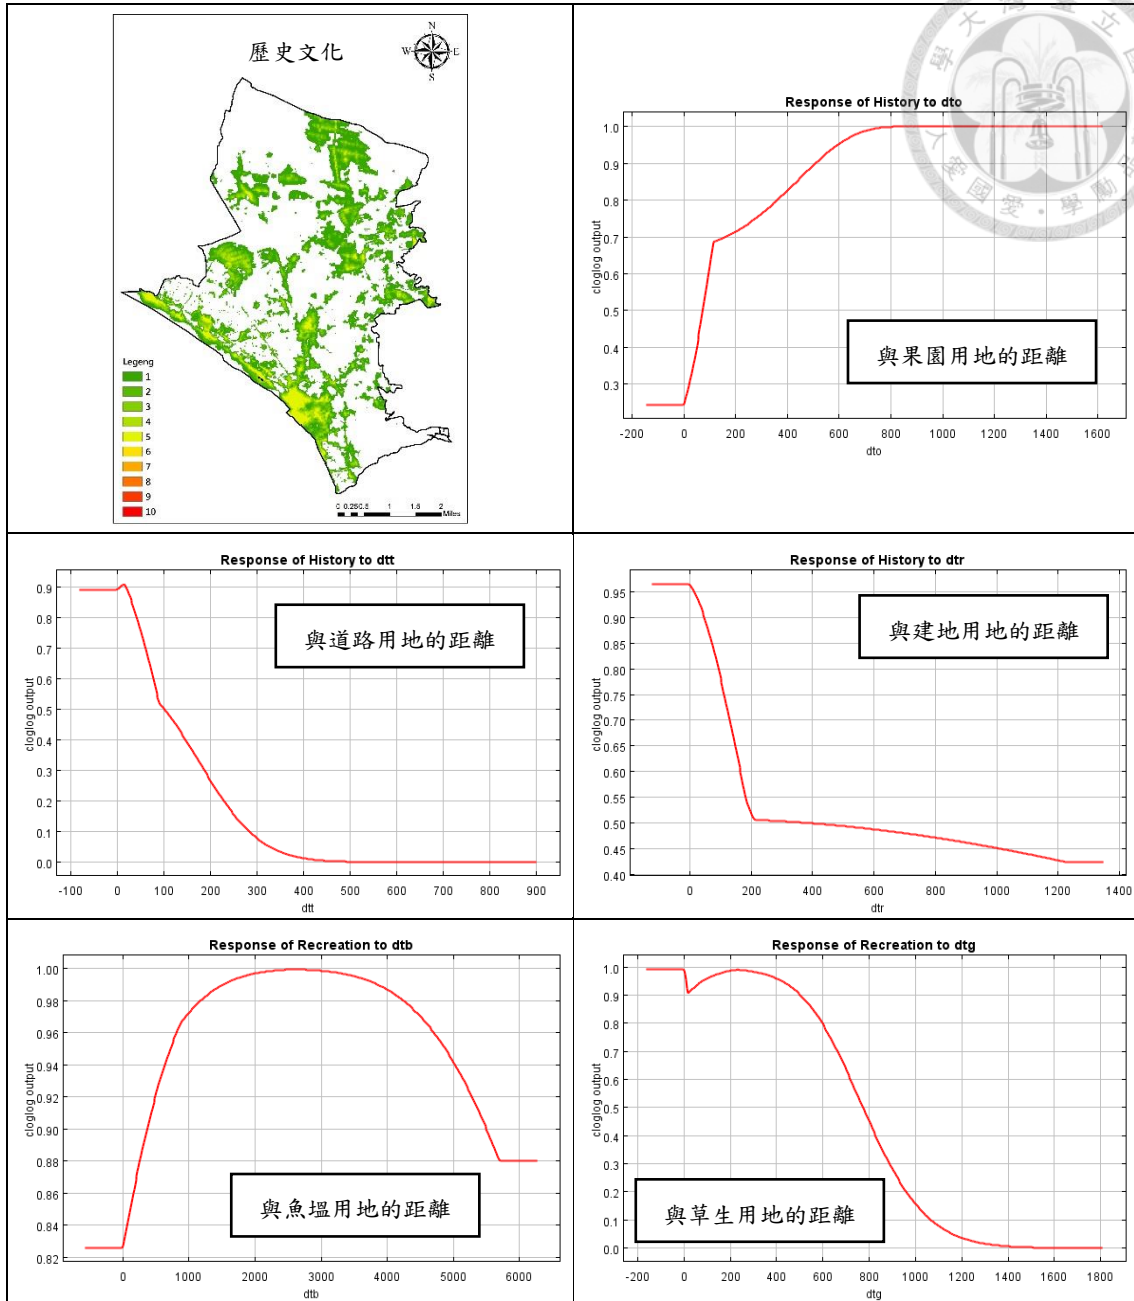 歷史文化
N
W
E
S
Legeng
1
2
3
4
5
6
7
8
9
10
0 0.25 0.5 1 1.5 2
Miles
Response of History to dto
cloglog output
1.0
0.9
0.8
0.7
0.6
0.5
0.4
0.3
-200 0 200 400 600 800 1000 1200 1400 1600
dto
與果園用地的距離
Response of History to dtt
cloglog output
0.9
0.8
0.7
0.6
0.5
0.4
0.3
0.2
0.1
0.0
-100 0 100 200 300 400 500 600 700 800 900
dtt
與道路用地的距離
Response of History to dtr
cloglog output
0.95
0.90
0.85
0.80
0.75
0.70
0.65
0.60
0.55
0.50
0.45
0.40
0 200 400 600 800 1000 1200 1400
dtr
與建地用地的距離
Response of Recreation to dtb
cloglog output
1.00
0.98
0.96
0.94
0.92
0.90
0.88
0.86
0.84
0.82
0 1000 2000 3000 4000 5000 6000
dtb
與魚塭用地的距離
Response of Recreation to dtg
cloglog output
1.0
0.9
0.8
0.7
0.6
0.5
0.4
0.3
0.2
0.1
0.0
-200 0 200 400 600 800 1000 1200 1400 1600 1800
dtg
與草生用地的距離